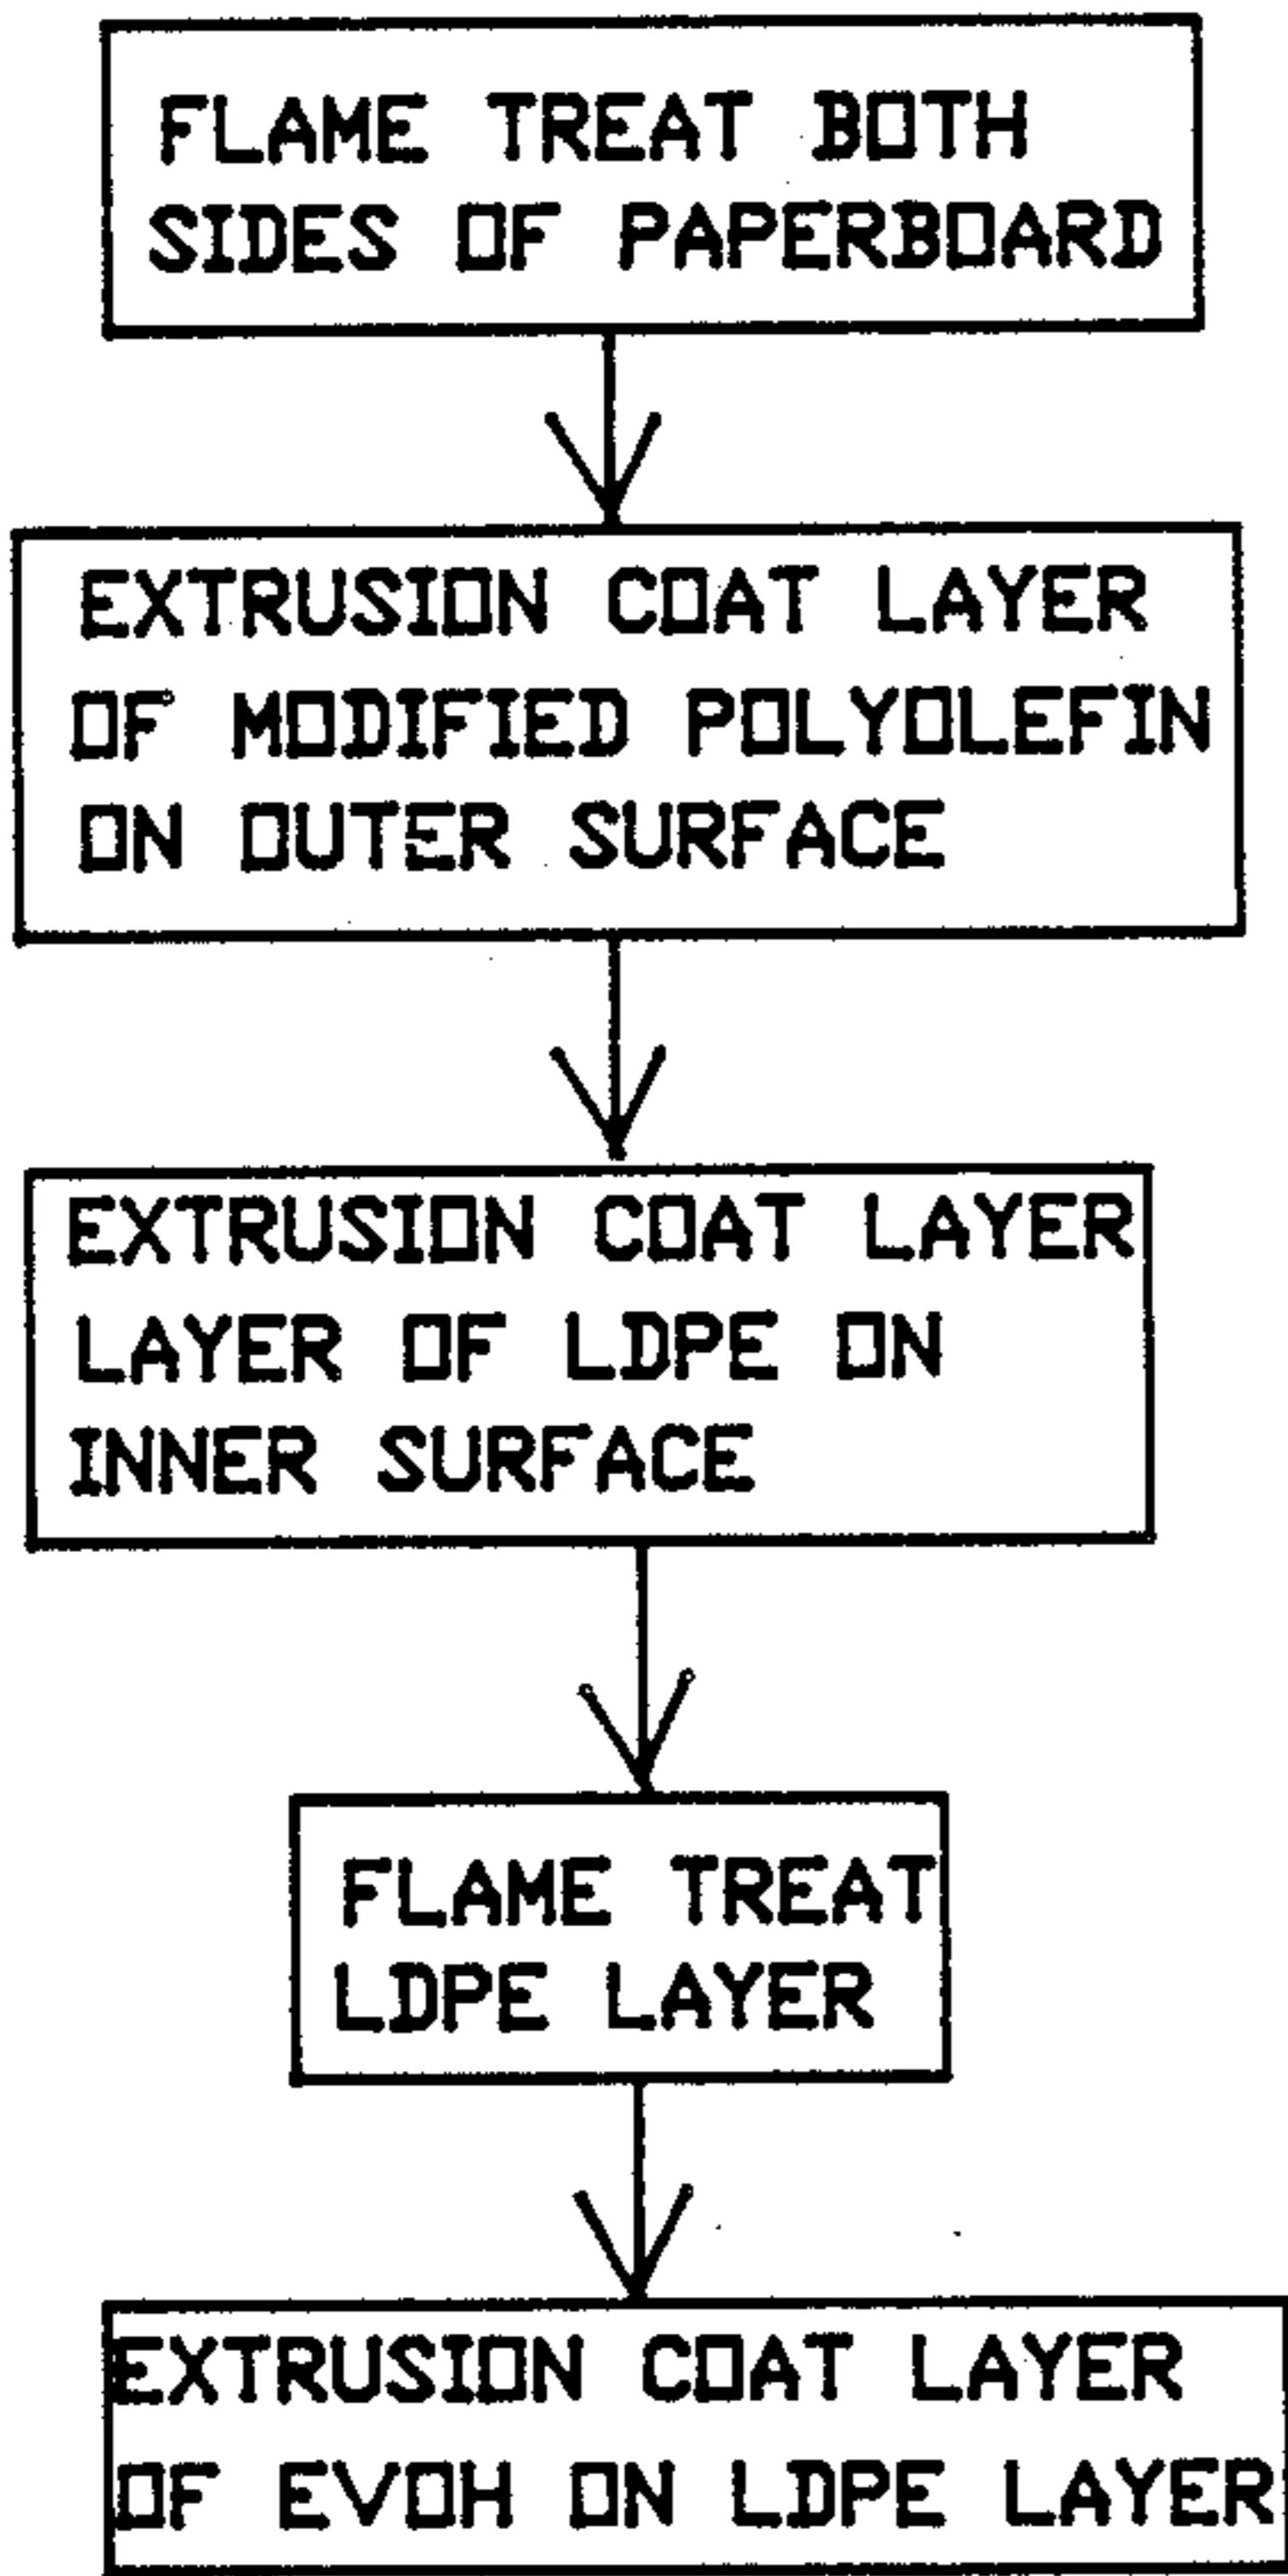 FLAME TREAT BOTH
SIDES OF PAPERBOARD
EXTRUSION COAT LAYER
OF MODIFIED POLYOLEFIN
ON OUTER SURFACE
EXTRUSION COAT LAYER
LAYER OF LDPE ON
INNER SURFACE
FLAME TREAT
LDPE LAYER
EXTRUSION COAT LAYER
OF EVOH ON LDPE LAYER